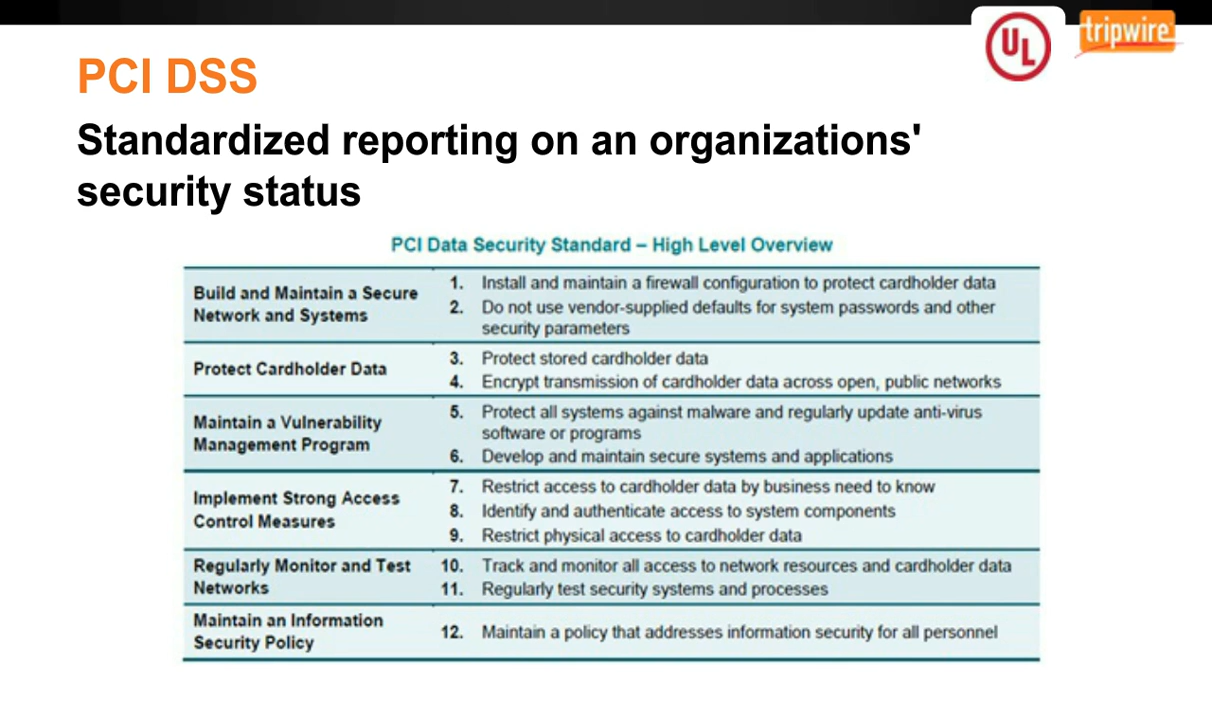 UL
tripwire
PCI DSS
Standardized reporting on an organizations'
security status
PCI Data Security Standard – High Level Overview
Build and Maintain a Secure
Network and Systems
1. Install and maintain a firewall configuration to protect cardholder data
2. Do not use vendor-supplied defaults for system passwords and other
security parameters
Protect Cardholder Data
3. Protect stored cardholder data
4. Encrypt transmission of cardholder data across open, public networks
Maintain a Vulnerability
Management Program
5. Protect all systems against malware and regularly update anti-virus
software or programs
6. Develop and maintain secure systems and applications
Implement Strong Access
Control Measures
7. Restrict access to cardholder data by business need to know
8. Identify and authenticate access to system components
9. Restrict physical access to cardholder data
Regularly Monitor and Test
Networks
10. Track and monitor all access to network resources and cardholder data
11. Regularly test security systems and processes
Maintain an Information
Security Policy
12. Maintain a policy that addresses information security for all personnel